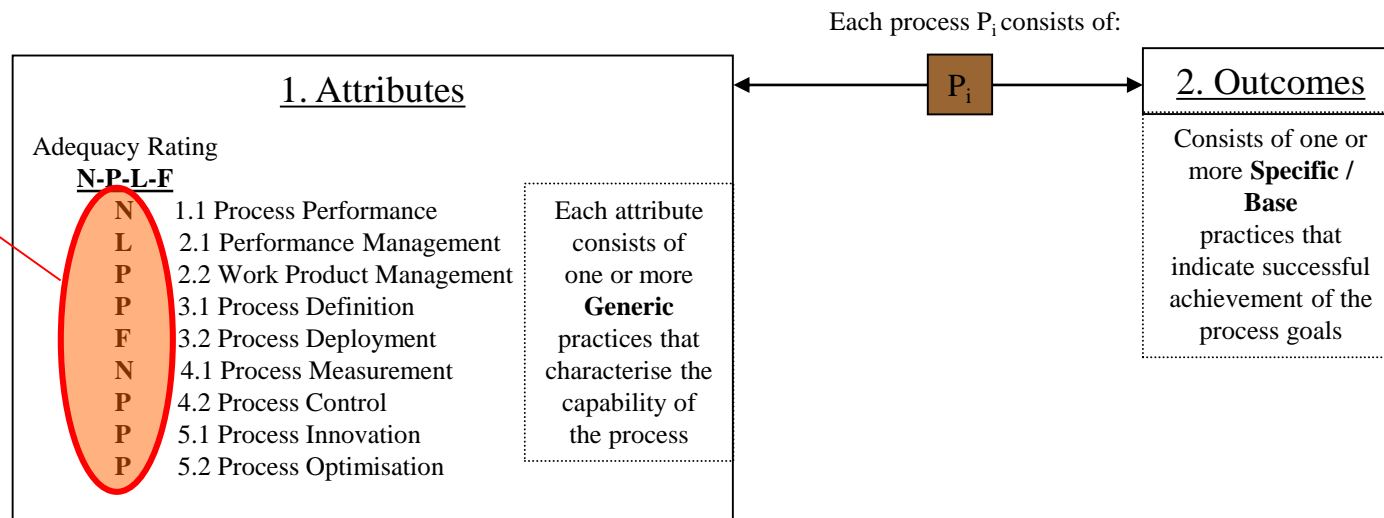 Each process Pi consists of:
Pi
1. Attributes
Adequacy Rating
N-P-L-F
N 1.1 Process Performance
L 2.1 Performance Management
P 2.2 Work Product Management
P 3.1 Process Definition
F 3.2 Process Deployment
N 4.1 Process Measurement
P 4.2 Process Control
P 5.1 Process Innovation
P 5.2 Process Optimisation
Each attribute
consists of
one or more
Generic
practices that
characterise the
capability of
the process
2. Outcomes
Consists of one or
more Specific /
Base
practices that
indicate successful
achievement of the
process goals